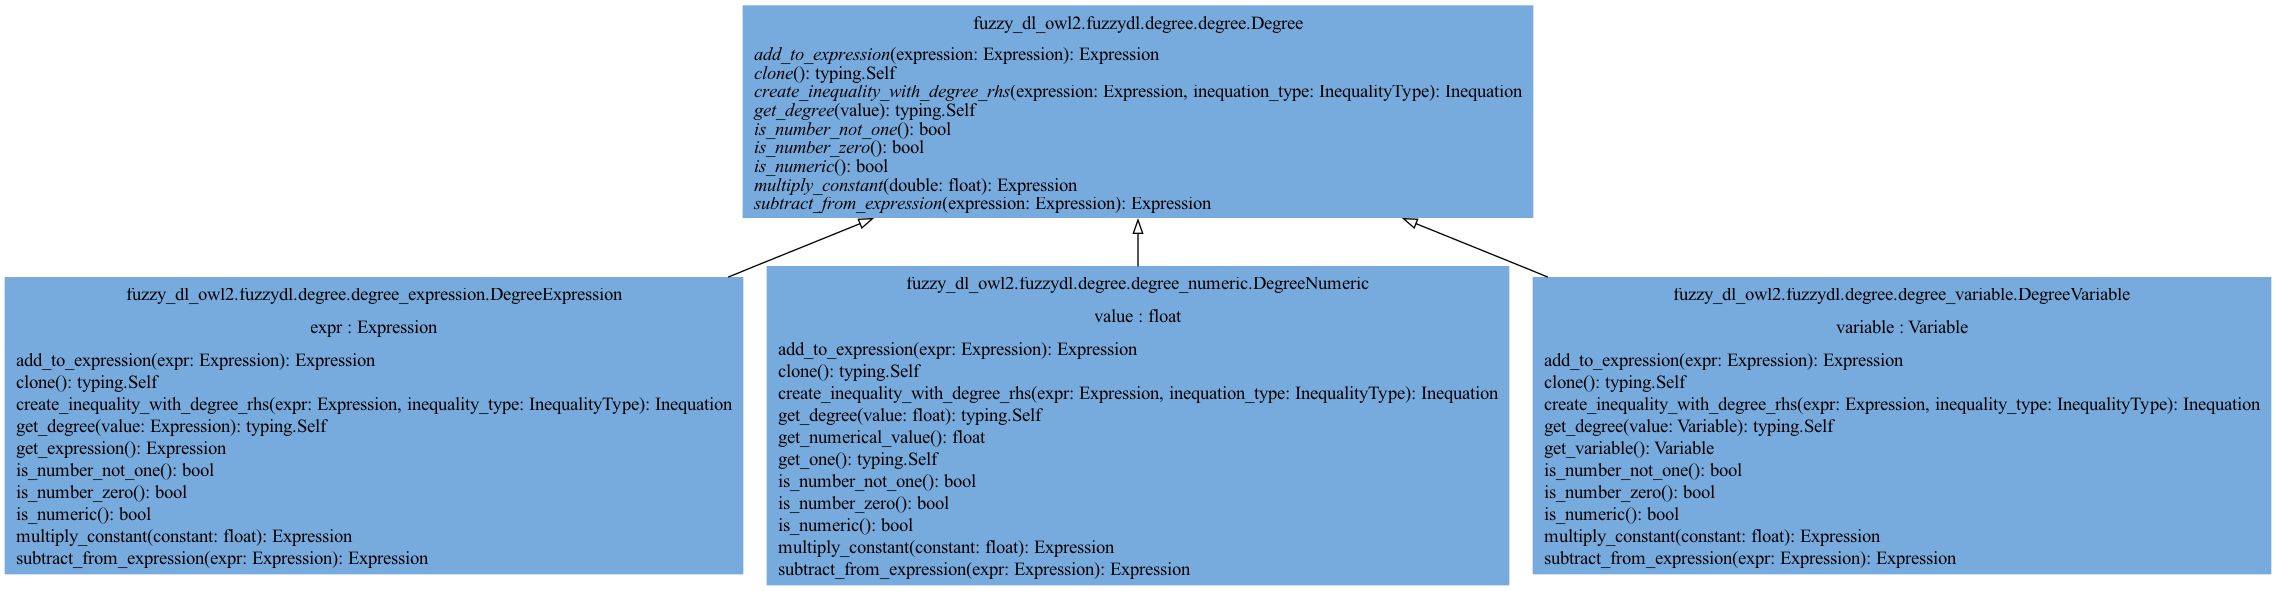 fuzzy_dl_owl2.fuzzydl.degree.degree.Degree
add_to_expression(expression: Expression): Expression
clone(): typing.Self
create_inequality_with_degree_rhs(expression: Expression, inequation_type: InequalityType): Inequation
get_degree(value): typing.Self
is_number_not_one(): bool
is_number_zero(): bool
is_numeric(): bool
multiply_constant(double: float): Expression
subtract_from_expression(expression: Expression): Expression
fuzzy_dl_owl2.fuzzydl.degree.degree_expression.DegreeExpression
expr : Expression
add_to_expression(expr: Expression): Expression
clone(): typing.Self
create_inequality_with_degree_rhs(expr: Expression, inequality_type: InequalityType): Inequation
get_degree(value: Expression): typing.Self
get_expression(): Expression
is_number_not_one(): bool
is_number_zero(): bool
is_numeric(): bool
multiply_constant(constant: float): Expression
subtract_from_expression(expr: Expression): Expression
fuzzy_dl_owl2.fuzzydl.degree.degree_numeric.DegreeNumeric
value : float
add_to_expression(expr: Expression): Expression
clone(): typing.Self
create_inequality_with_degree_rhs(expr: Expression, inequation_type: InequalityType): Inequation
get_degree(value: float): typing.Self
get_numerical_value(): float
get_one(): typing.Self
is_number_not_one(): bool
is_number_zero(): bool
is_numeric(): bool
multiply_constant(constant: float): Expression
subtract_from_expression(expr: Expression): Expression
fuzzy_dl_owl2.fuzzydl.degree.degree_variable.DegreeVariable
variable : Variable
add_to_expression(expr: Expression): Expression
clone(): typing.Self
create_inequality_with_degree_rhs(expr: Expression, inequality_type: InequalityType): Inequation
get_degree(value: Variable): typing.Self
get_variable(): Variable
is_number_not_one(): bool
is_number_zero(): bool
is_numeric(): bool
multiply_constant(constant: float): Expression
subtract_from_expression(expr: Expression): Expression